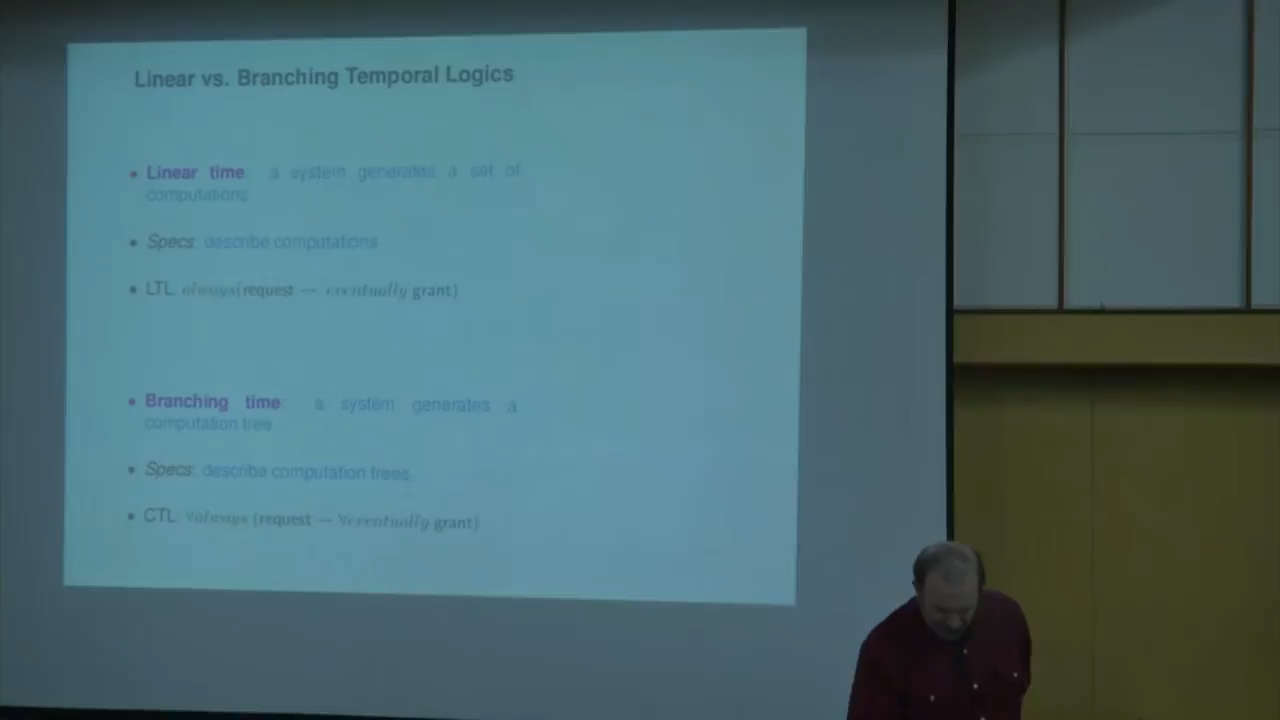 Linear vs. Branching Temporal Logics
• Linear time: a system generates a set of
computations
• Specs: describe computations
• LTL: always(request → eventually grant)
• Branching time: a system generates a
computation tree
• Specs: describe computation trees
• CTL: ∀always (request → ∀eventually grant)